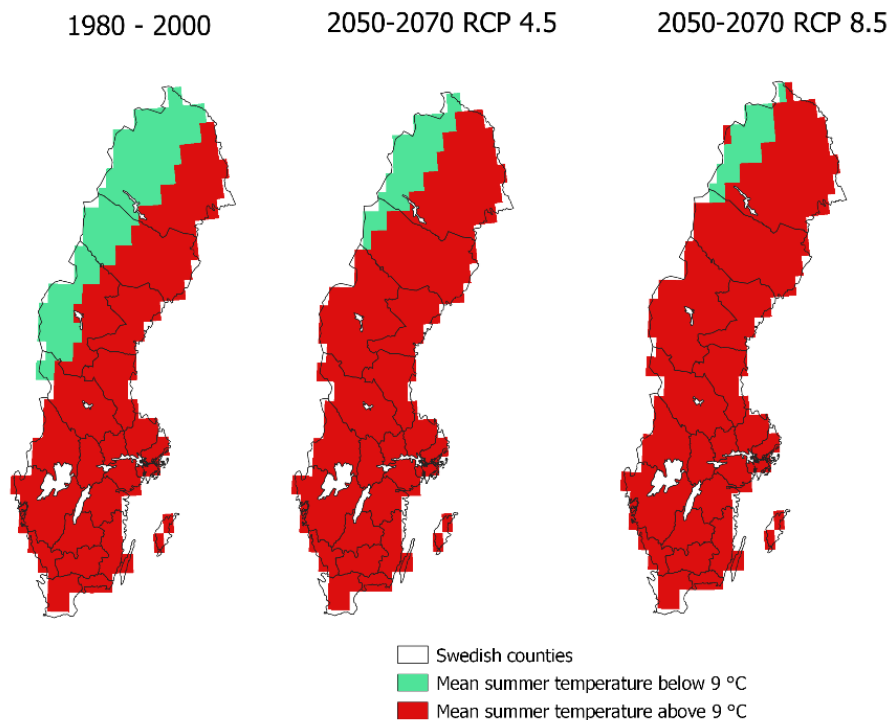 1980 - 2000
2050-2070 RCP 4.5
2050-2070 RCP 8.5
Swedish counties
Mean summer temperature below 9 °C
Mean summer temperature above 9 °C